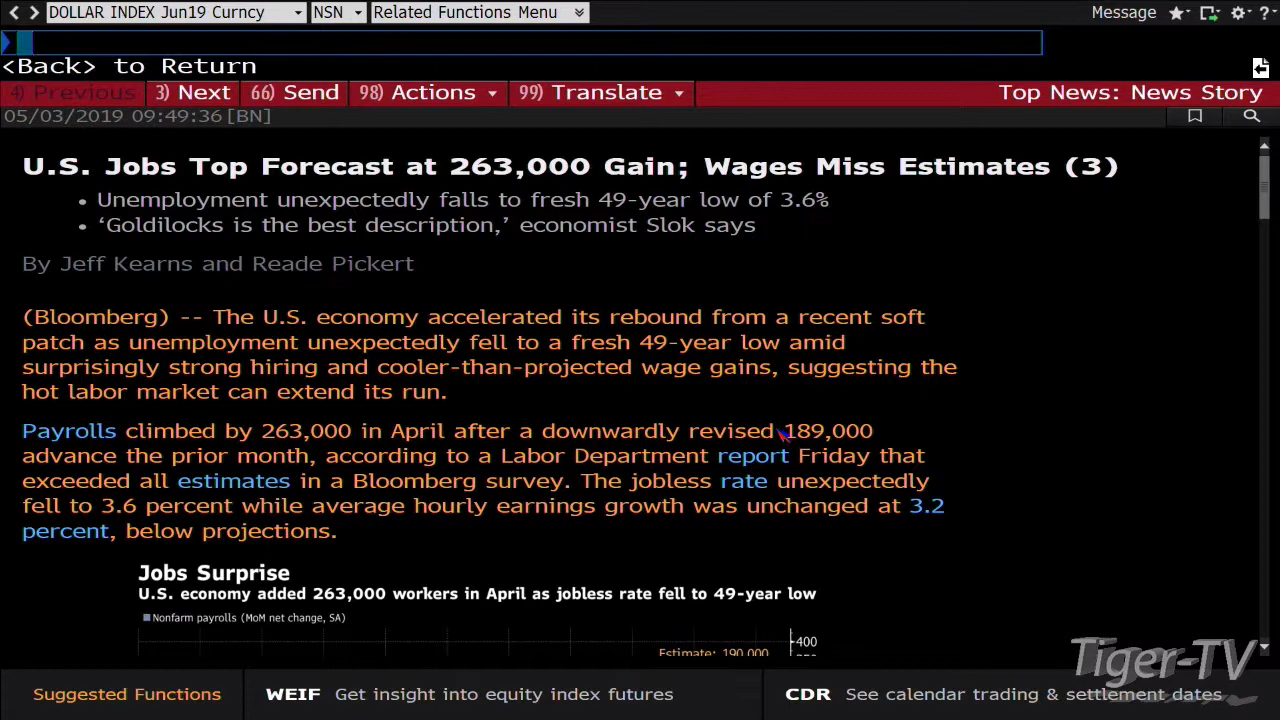 DOLLAR INDEX Jun19 Curncy NSN Related Functions Menu Message
<Back> to Return
4) Previous 3) Next 66) Send 98) Actions 99) Translate Top News: News Story
05/03/2019 09:49:36 [BN]
U.S. Jobs Top Forecast at 263,000 Gain; Wages Miss Estimates (3)
• Unemployment unexpectedly falls to fresh 49-year low of 3.6%
• ‘Goldilocks is the best description,’ economist Slok says
By Jeff Kearns and Reade Pickert
(Bloomberg) -- The U.S. economy accelerated its rebound from a recent soft
patch as unemployment unexpectedly fell to a fresh 49-year low amid
surprisingly strong hiring and cooler-than-projected wage gains, suggesting the
hot labor market can extend its run.
Payrolls climbed by 263,000 in April after a downwardly revised 189,000
advance the prior month, according to a Labor Department report Friday that
exceeded all estimates in a Bloomberg survey. The jobless rate unexpectedly
fell to 3.6 percent while average hourly earnings growth was unchanged at 3.2
percent, below projections.
Jobs Surprise
U.S. economy added 263,000 workers in April as jobless rate fell to 49-year low
Nonfarm payrolls (MoM net change, SA)
400
Estimate: 190,000
Tiger-TV
Suggested Functions WEIF Get insight into equity index futures CDR See calendar trading & settlement dates